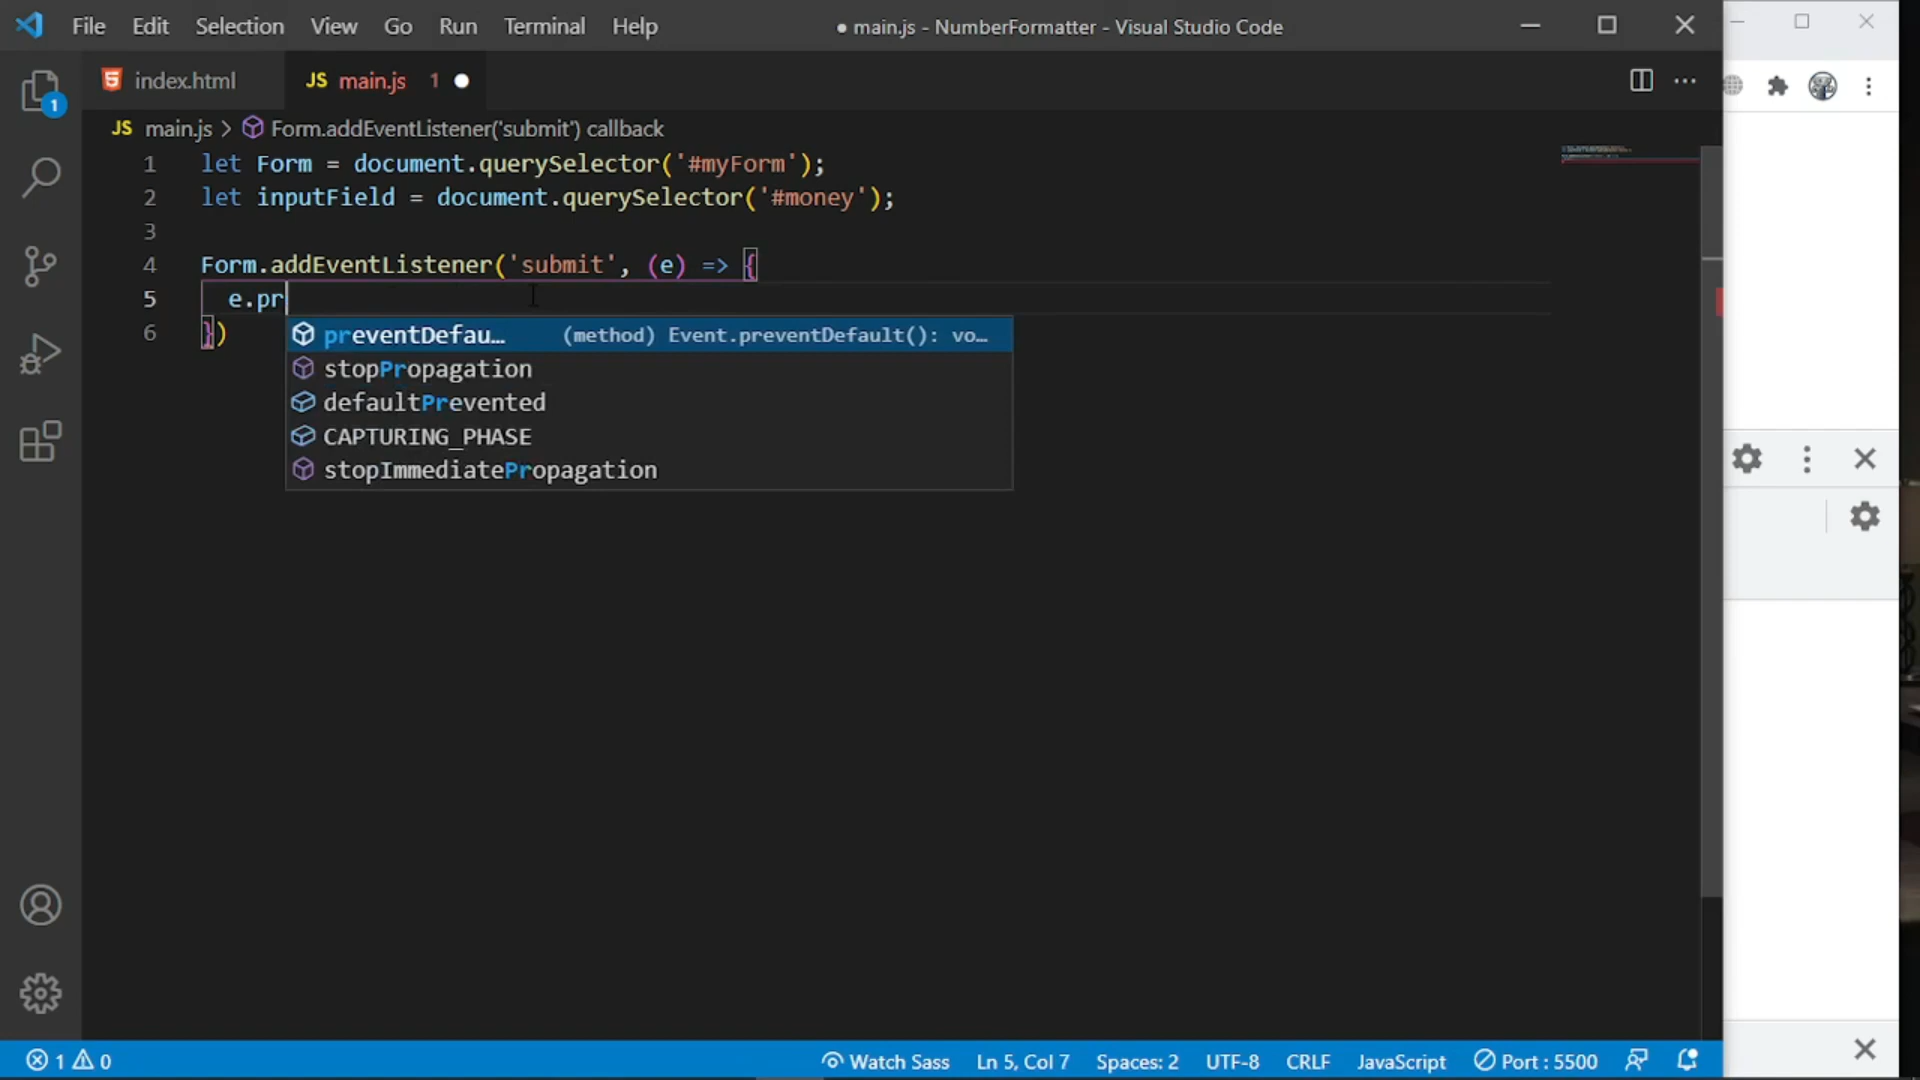 File Edit Selection View Go Run Terminal Help ● main.js - NumberFormatter - Visual Studio Code
index.html JS main.js 1 ●
JS main.js > Form.addEventListener('submit') callback
1 let Form = document.querySelector('#myForm');
2 let inputField = document.querySelector('#money');
3
4 Form.addEventListener('submit', (e) => {
5 e.pr
6 })
preventDefau… (method) Event.preventDefault(): vo…
stopPropagation
defaultPrevented
CAPTURING_PHASE
stopImmediatePropagation
1
1 0 Watch Sass Ln 5, Col 7 Spaces: 2 UTF-8 CRLF JavaScript Port : 5500